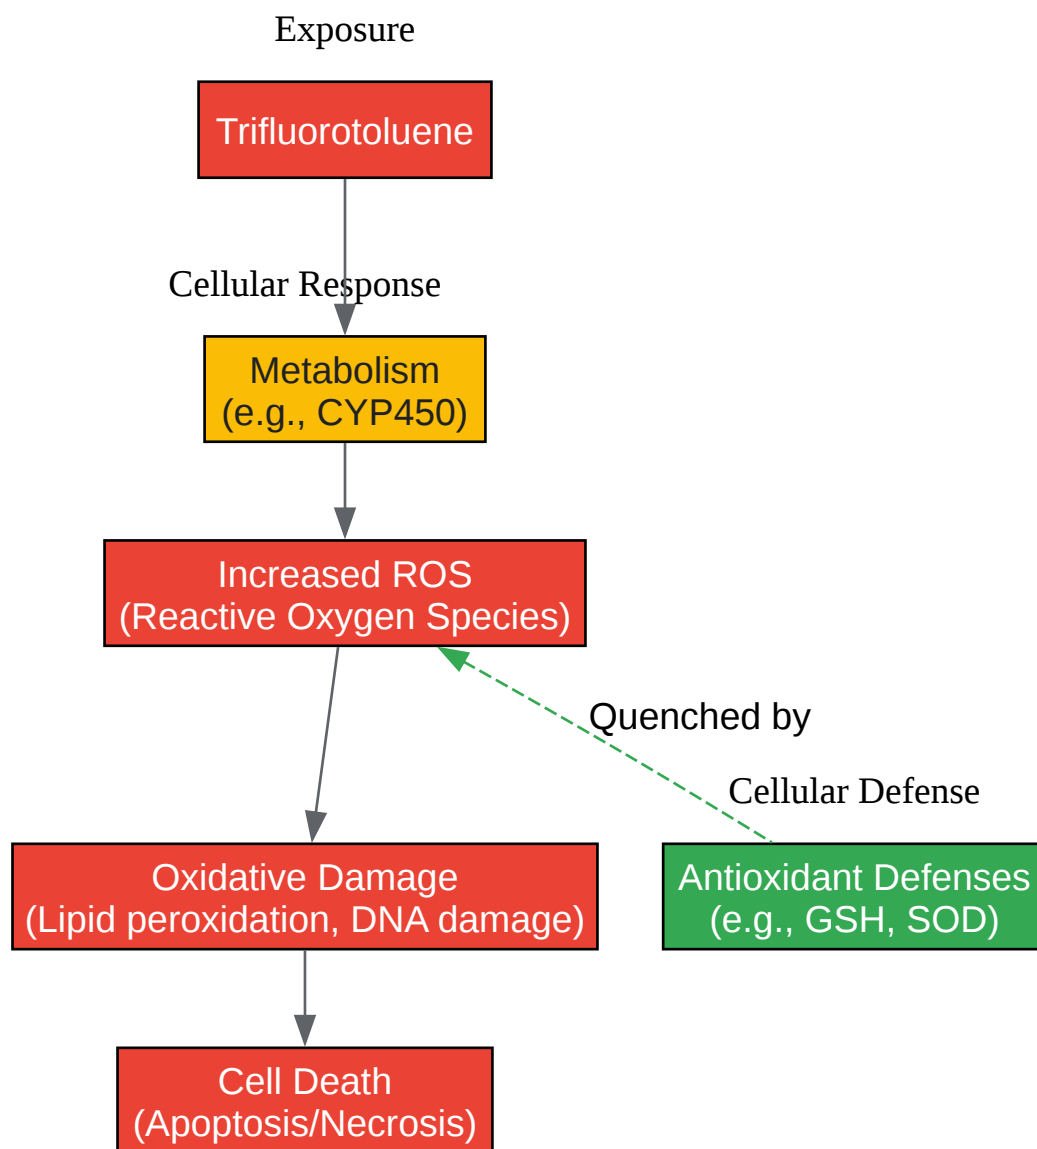 Exposure
Trifluorotoluene
Cellular Response
Metabolism
(e.g., CYP450)
Increased ROS
(Reactive Oxygen Species)
Quenched by
Cellular Defense
Oxidative Damage
(Lipid peroxidation, DNA damage)
Antioxidant Defenses
(e.g., GSH, SOD)
Cell Death
(Apoptosis/Necrosis)